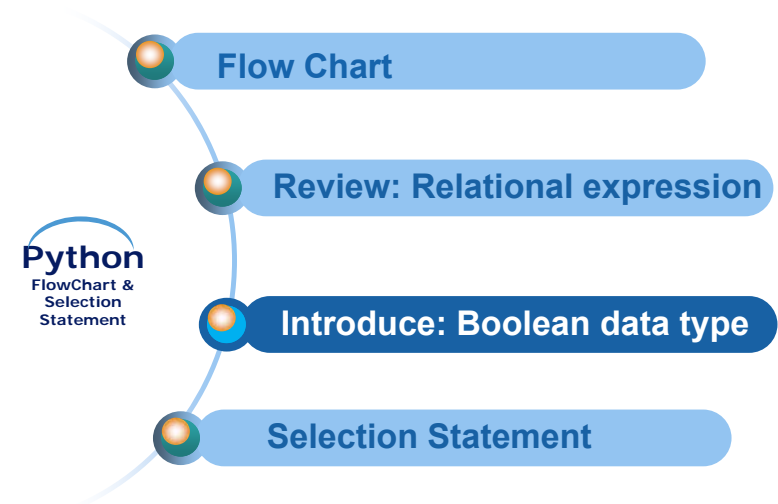 Flow Chart
Review: Relational expression
Python
FlowChart &
Selection
Statement
Introduce: Boolean data type
Selection Statement